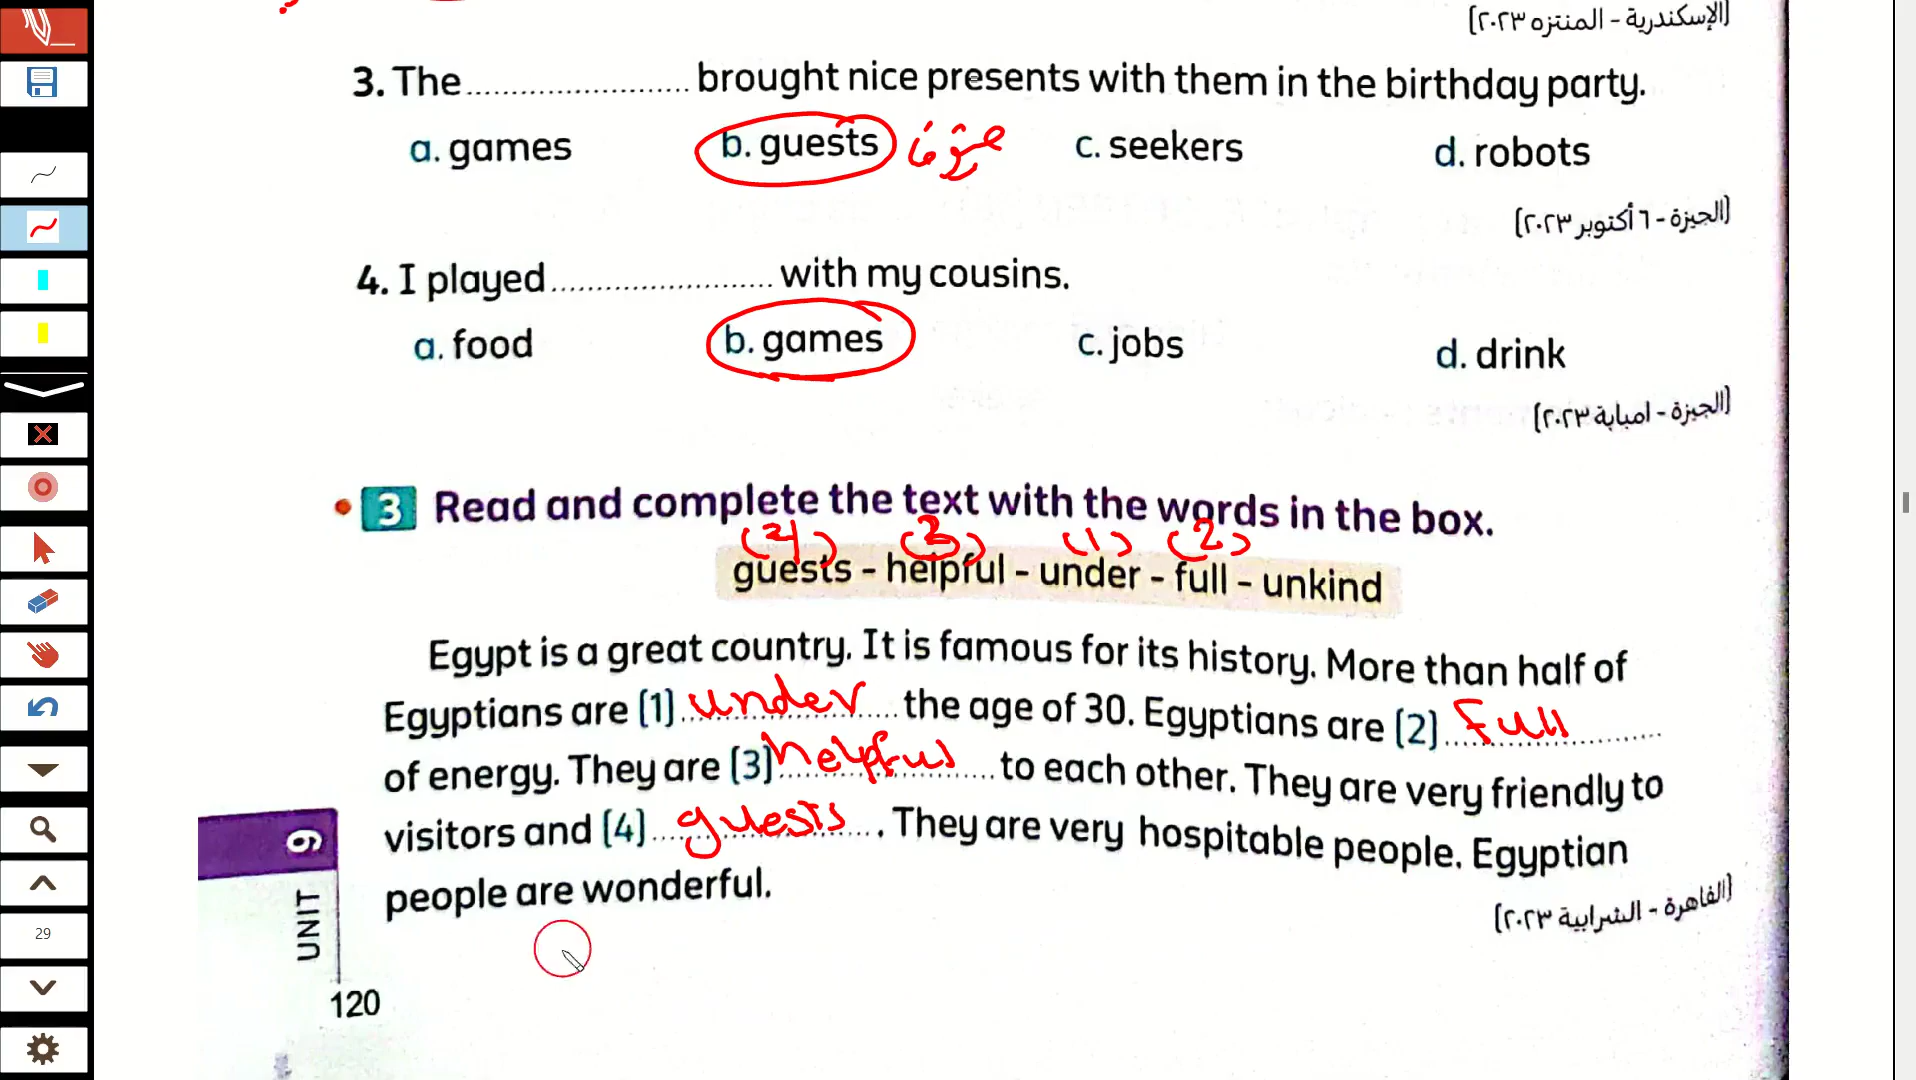 [الإسكندرية - المنتزه ٢٠٢٣]
3. The ........................ brought nice presents with them in the birthday party.
a. games b. guests ضيوف c. seekers d. robots
[الجيزة - ٦ أكتوبر ٢٠٢٣]
4. I played ........................ with my cousins.
a. food b. games c. jobs d. drink
[الجيزة - امبابة ٢٠٢٣]
3 Read and complete the text with the words in the box.
(4) (3) (1) (2)
guests - helpful - under - full - unkind
Egypt is a great country. It is famous for its history. More than half of
Egyptians are (1) under the age of 30. Egyptians are (2) full
of energy. They are (3) helpful to each other. They are very friendly to
visitors and (4) guests . They are very hospitable people. Egyptian
people are wonderful.
[القاهرة - الشرابية ٢٠٢٣]
UNIT 9
120
29